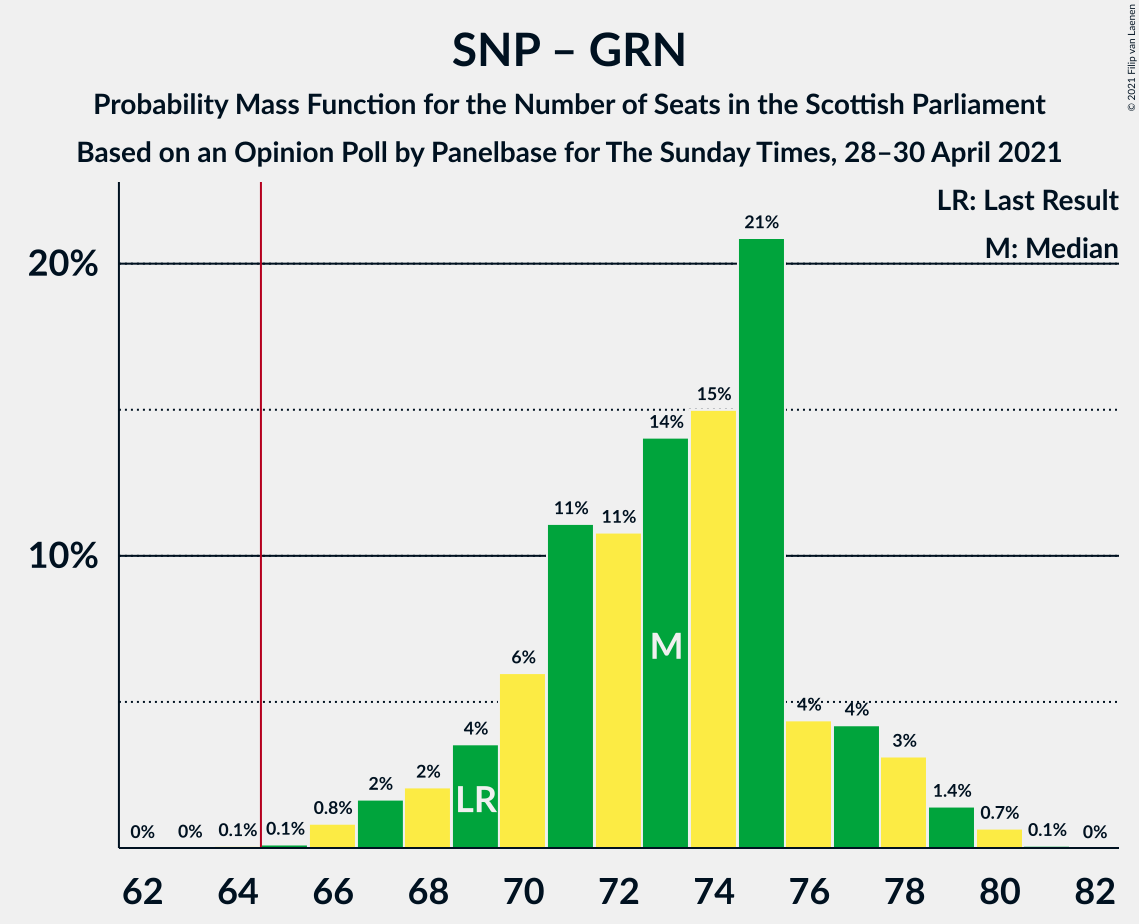 SNP – GRN
Probability Mass Function for the Number of Seats in the Scottish Parliament
Based on an Opinion Poll by Panelbase for The Sunday Times, 28–30 April 2021
© 2021 Filip van Laenen
LR: Last Result
M: Median
20%
10%
0%
0%
0.1%
0.1%
0.8%
2%
2%
4%
6%
11%
11%
14%
15%
21%
4%
4%
3%
1.4%
0.7%
0.1%
0%
LR
M
62 64 66 68 70 72 74 76 78 80 82